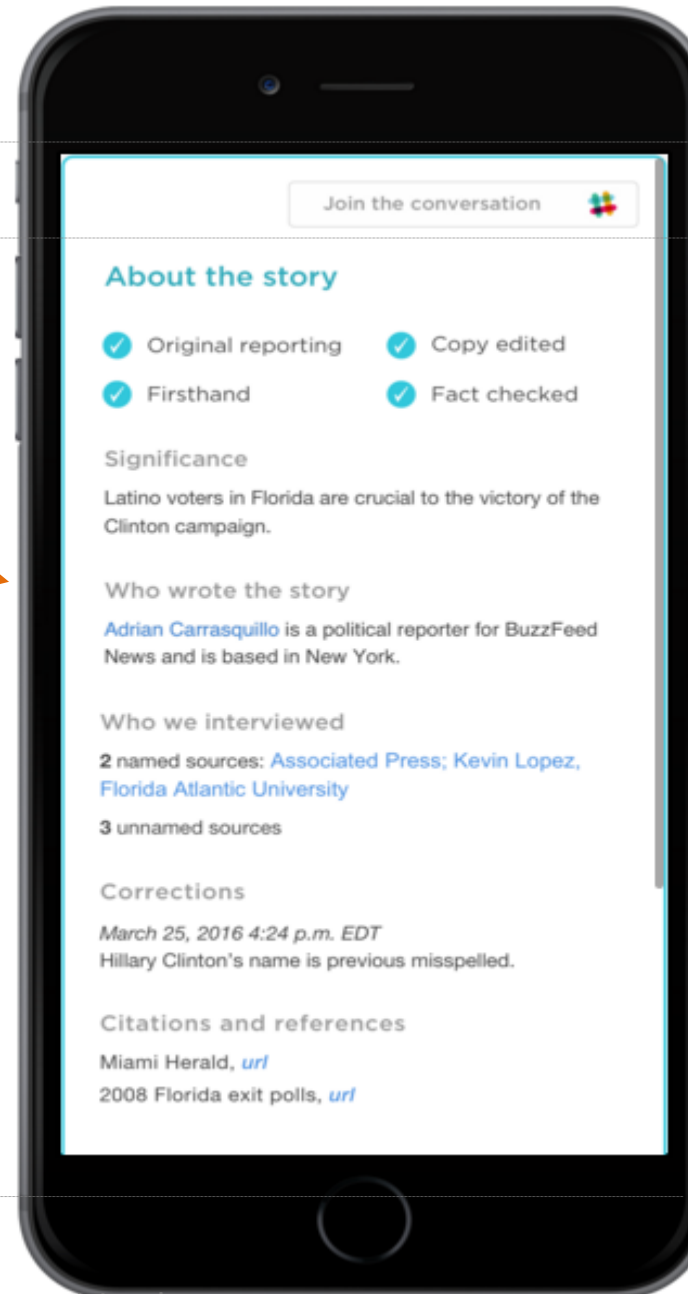 Join the conversation
About the story
Original reporting
Copy edited
Firsthand
Fact checked
Significance
Latino voters in Florida are crucial to the victory of the
Clinton campaign.
Who wrote the story
Adrian Carrasquillo is a political reporter for BuzzFeed
News and is based in New York.
Who we interviewed
2 named sources: Associated Press; Kevin Lopez,
Florida Atlantic University
3 unnamed sources
Corrections
March 25, 2016 4:24 p.m. EDT
Hillary Clinton's name is previous misspelled.
Citations and references
Miami Herald, url
2008 Florida exit polls, url